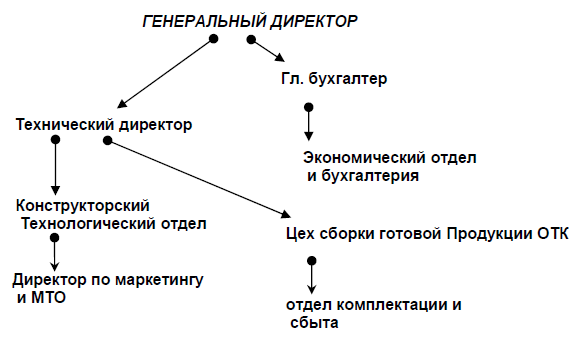 ГЕНЕРАЛЬНЫЙ ДИРЕКТОР
Гл. бухгалтер
Технический директор
Экономический отдел
и бухгалтерия
Конструкторский
Технологический отдел
Цех сборки готовой Продукции ОТК
Директор по маркетингу
и МТО
отдел комплектации и
сбыта